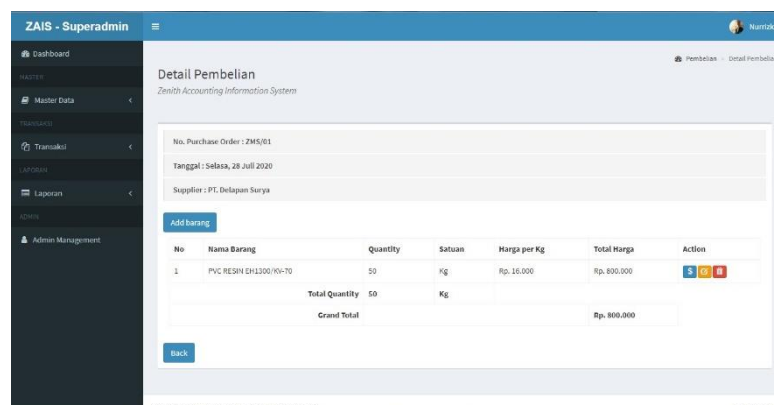 ZAIS - Superadmin
Nurrizk
Dashboard
Pembelian > Detail Pembelia
MASTER
Detail Pembelian
Zenith Accounting Information System
Master Data
TRANSAKSI
Transaksi
No. Purchase Order : ZMS/01
Tanggal : Selasa, 28 Juli 2020
LAPORAN
Laporan
Supplier : PT. Delapan Surya
ADMIN
Add barang
Admin Management
No Nama Barang Quantity Satuan Harga per Kg Total Harga Action
1 PVC RESIN EH1300/KV-70 50 Kg Rp. 16.000 Rp. 800.000
Total Quantity 50 Kg
Grand Total Rp. 800.000
Back